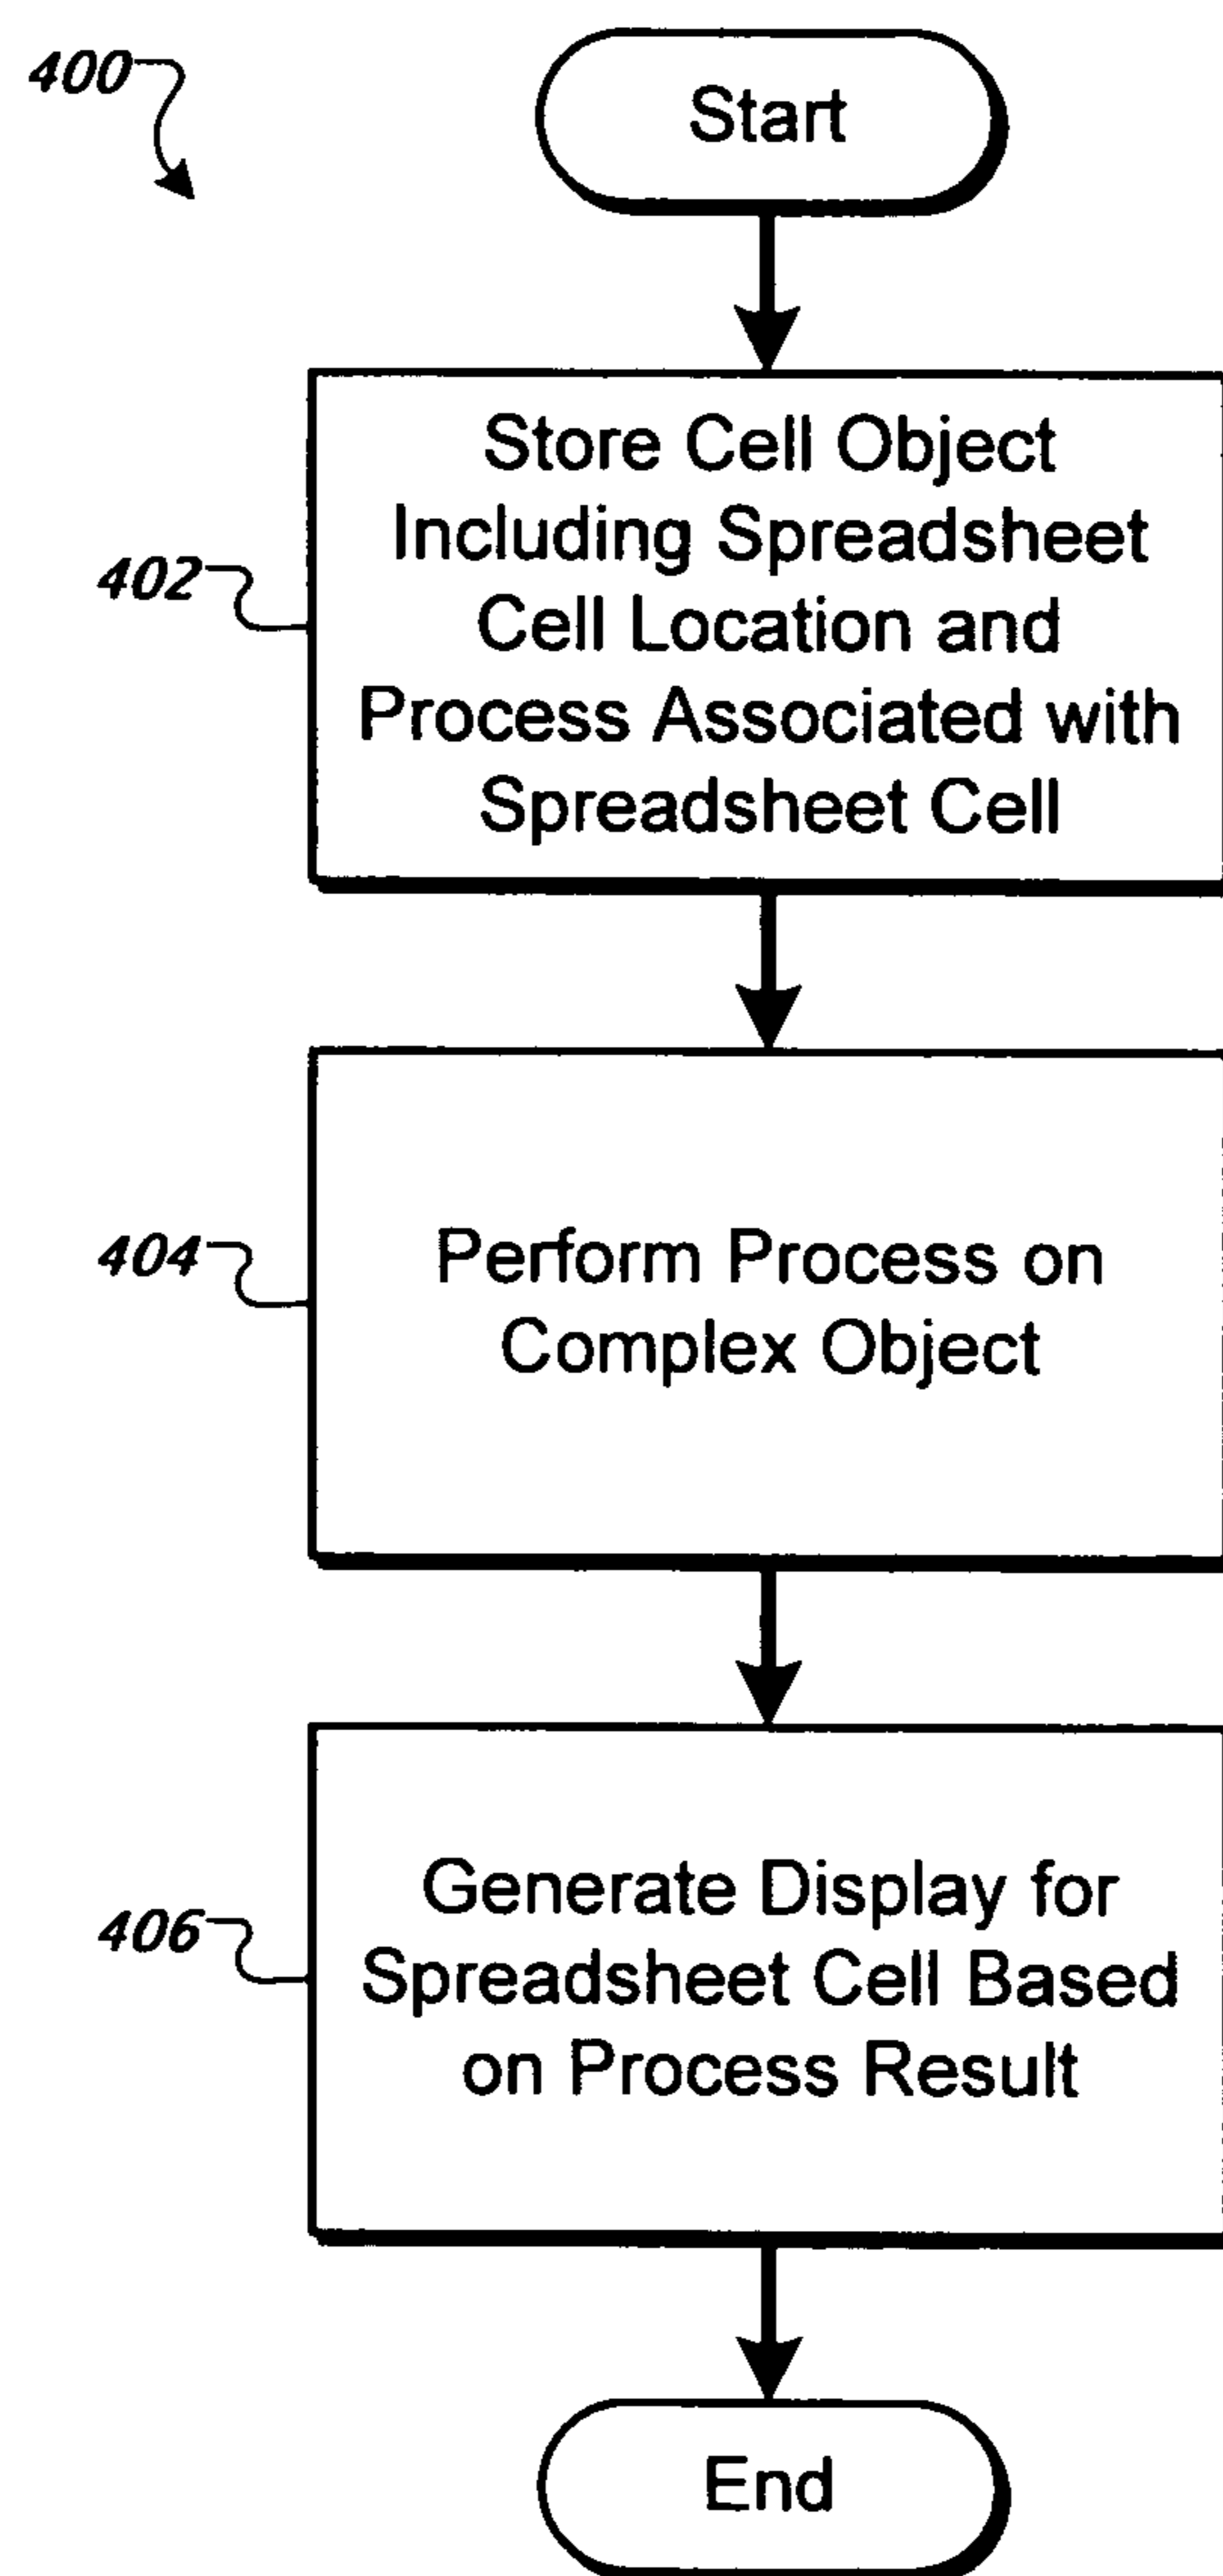 400
Start
402
Store Cell Object
Including Spreadsheet
Cell Location and
Process Associated with
Spreadsheet Cell
404
Perform Process on
Complex Object
406
Generate Display for
Spreadsheet Cell Based
on Process Result
End